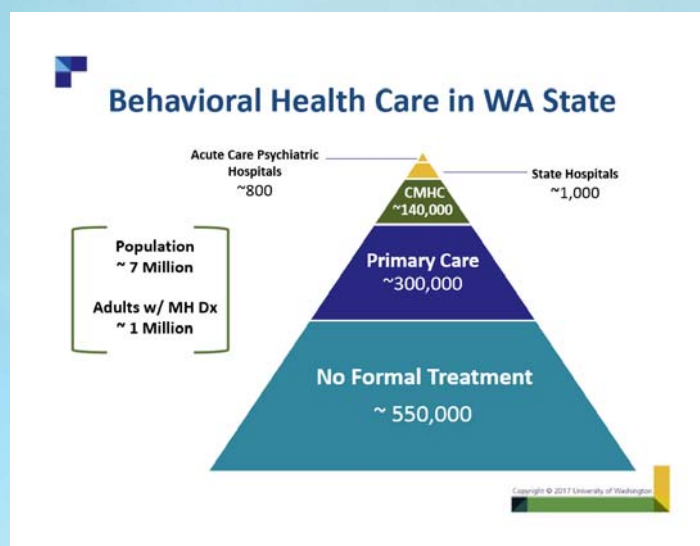 Behavioral Health Care in WA State
Acute Care Psychiatric
Hospitals
~800
State Hospitals
~1,000
CMHC
~140,000
Population
~ 7 Million
Adults w/ MH Dx
~ 1 Million
Primary Care
~300,000
No Formal Treatment
~ 550,000
Copyright © 2017 University of Washington